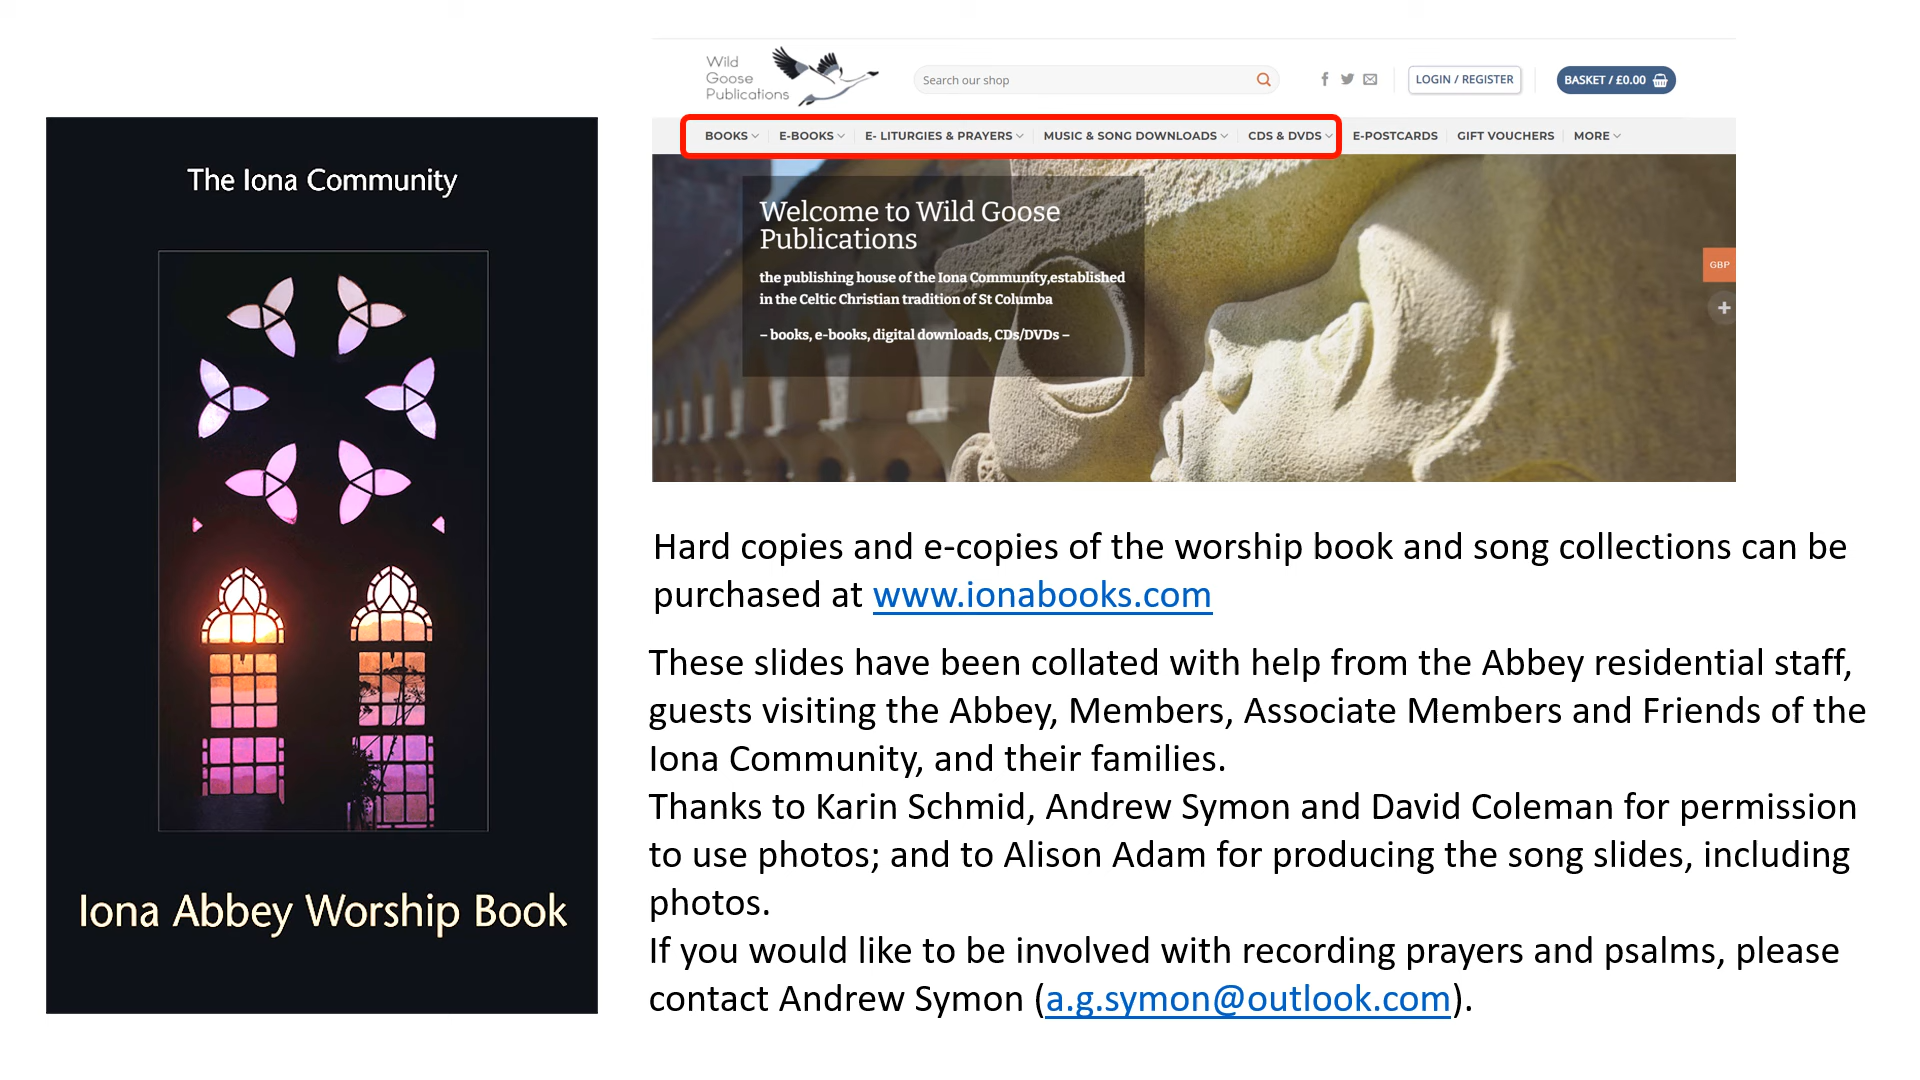 The Iona Community
Iona Abbey Worship Book
Wild
Goose
Publications
Search our shop
LOGIN / REGISTER
BASKET / £0.00
BOOKS E-BOOKS E- LITURGIES & PRAYERS MUSIC & SONG DOWNLOADS CDS & DVDS E-POSTCARDS GIFT VOUCHERS MORE
Welcome to Wild Goose
Publications
the publishing house of the Iona Community,established
in the Celtic Christian tradition of St Columba
– books, e-books, digital downloads, CDs/DVDs –
GBP
Hard copies and e-copies of the worship book and song collections can be
purchased at www.ionabooks.com
These slides have been collated with help from the Abbey residential staff,
guests visiting the Abbey, Members, Associate Members and Friends of the
Iona Community, and their families.
Thanks to Karin Schmid, Andrew Symon and David Coleman for permission
to use photos; and to Alison Adam for producing the song slides, including
photos.
If you would like to be involved with recording prayers and psalms, please
contact Andrew Symon (a.g.symon@outlook.com).